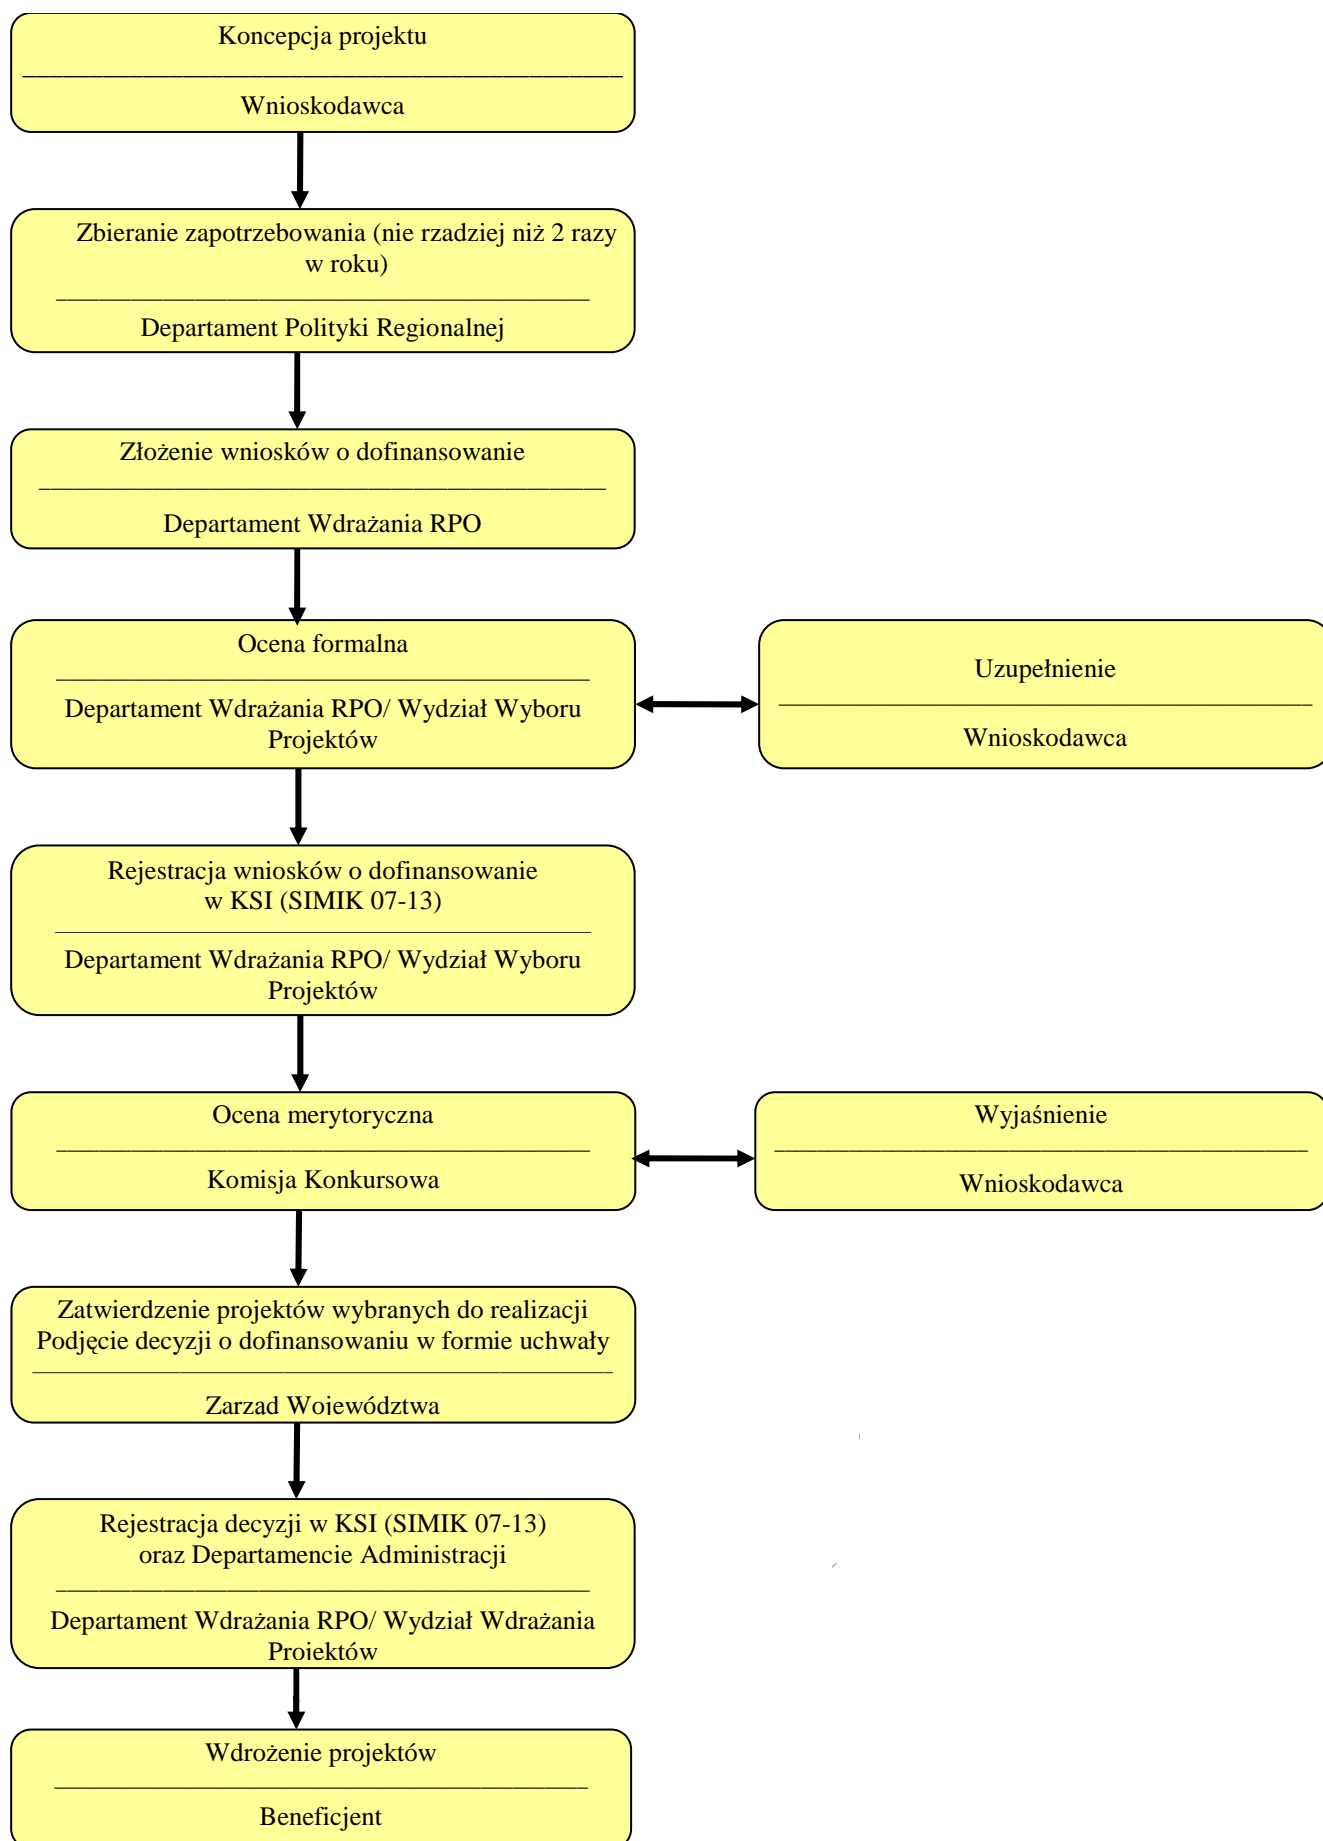 Koncepcja projektu
Wnioskodawca
Zbieranie zapotrzebowania (nie rzadziej niż 2 razy
w roku)
Departament Polityki Regionalnej
Złożenie wniosków o dofinansowanie
Departament Wdrażania RPO
Ocena formalna
Departament Wdrażania RPO/ Wydział Wyboru
Projektów
Uzupełnienie
Wnioskodawca
Rejestracja wniosków o dofinansowanie
w KSI (SIMIK 07-13)
Departament Wdrażania RPO/ Wydział Wyboru
Projektów
Ocena merytoryczna
Komisja Konkursowa
Wyjaśnienie
Wnioskodawca
Zatwierdzenie projektów wybranych do realizacji
Podjęcie decyzji o dofinansowaniu w formie uchwały
Zarząd Województwa
Rejestracja decyzji w KSI (SIMIK 07-13)
oraz Departamencie Administracji
Departament Wdrażania RPO/ Wydział Wdrażania
Projektów
Wdrożenie projektów
Beneficjent